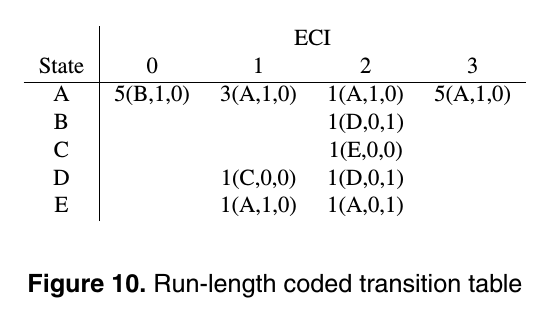 ECI
State 0 1 2 3
A 5(B,1,0) 3(A,1,0) 1(A,1,0) 5(A,1,0)
B 1(D,0,1)
C 1(E,0,0)
D 1(C,0,0) 1(D,0,1)
E 1(A,1,0) 1(A,0,1)
Figure 10. Run-length coded transition table